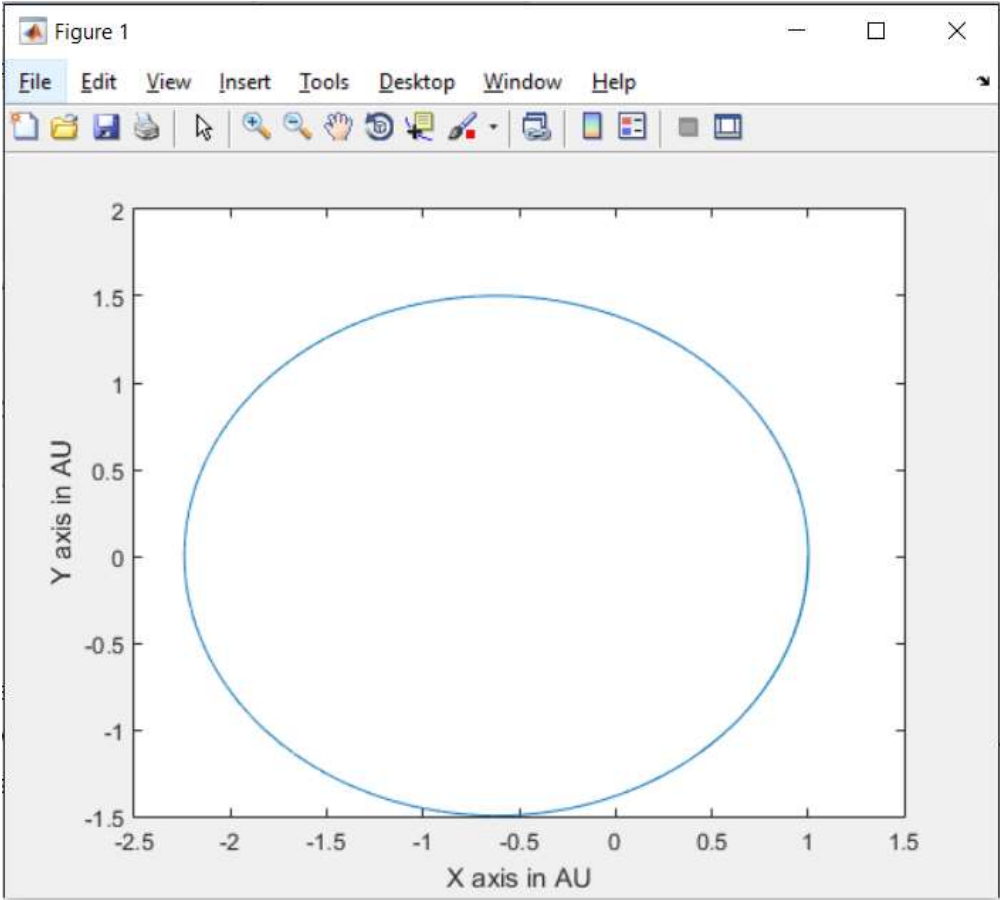 Figure 1
File Edit View Insert Tools Desktop Window Help
2
1.5
1
0.5
0
-0.5
-1
-1.5
Y axis in AU
-2.5 -2 -1.5 -1 -0.5 0 0.5 1 1.5
X axis in AU